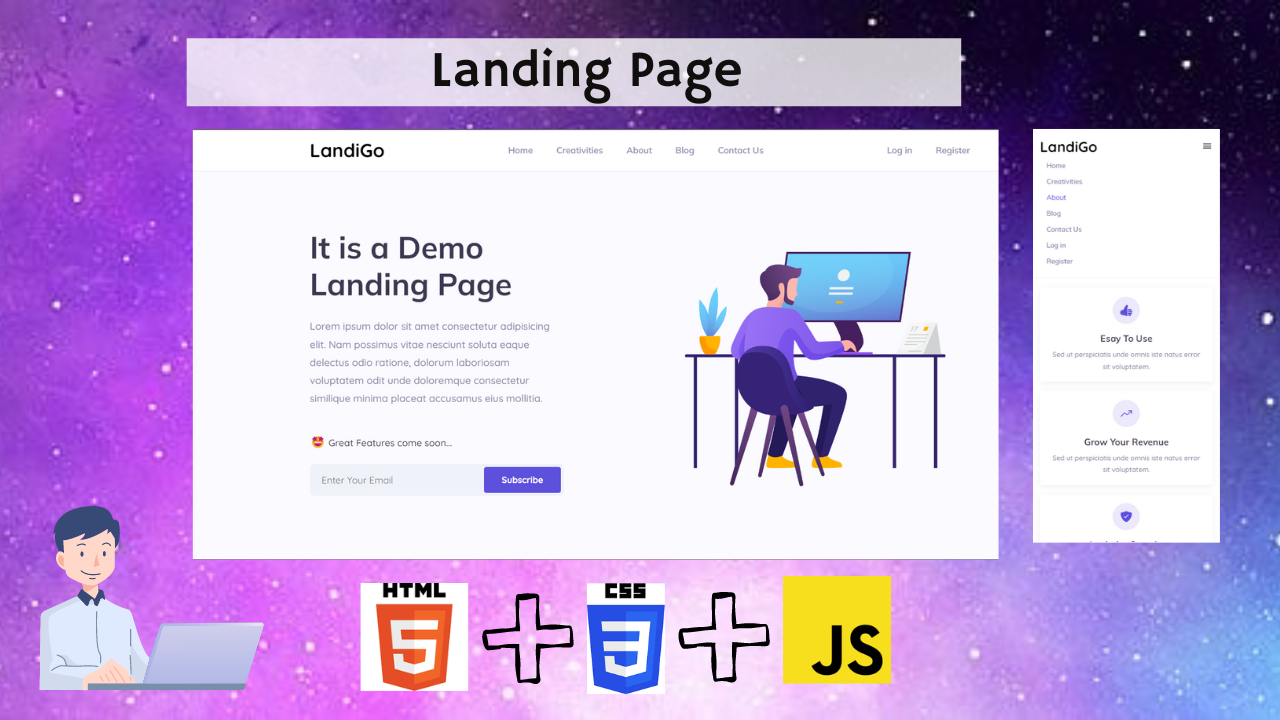 Landing Page
LandiGo
Home Creativities About Blog Contact Us
Log in Register
It is a Demo
Landing Page
Lorem ipsum dolor sit amet consectetur adipisicing
elit. Nam possimus vitae nesciunt soluta eaque
delectus odio ratione, dolorum laboriosam
voluptatem odit unde doloremque consectetur
similique minima placeat accusamus eius mollitia.
Great Features come soon...
Enter Your Email
Subscribe
LandiGo
Home
Creativities
About
Blog
Contact Us
Log in
Register
Esay To Use
Sed ut perspiciatis unde omnis iste natus error
sit voluptatem.
Grow Your Revenue
Sed ut perspiciatis unde omnis iste natus error
sit voluptatem.
HTML
5
CSS
3
JS